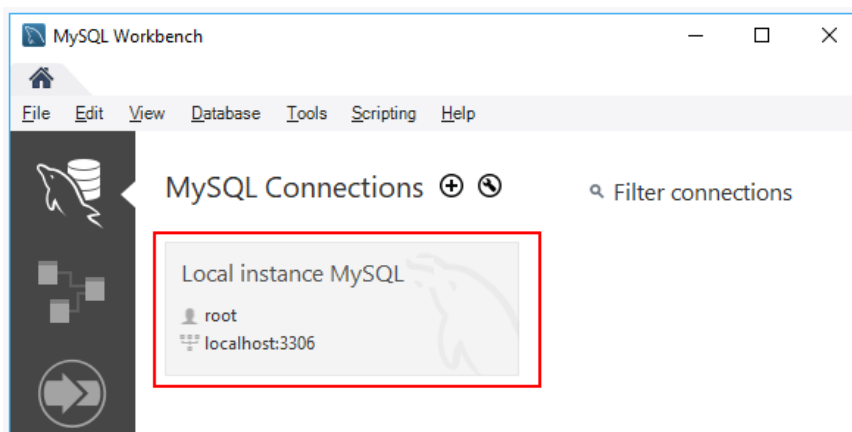 MySQL Workbench
File Edit View Database Tools Scripting Help
MySQL Connections
Filter connections
Local instance MySQL
root
localhost:3306